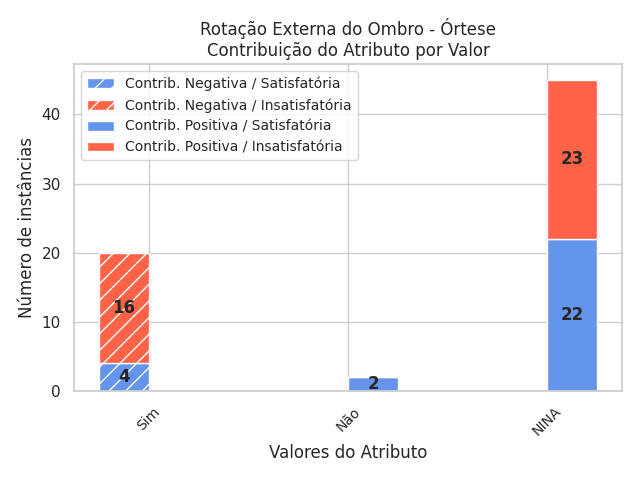 Rotação Externa do Ombro - Órtese
Contribuição do Atributo por Valor
Contrib. Negativa / Satisfatória
Contrib. Negativa / Insatisfatória
Contrib. Positiva / Satisfatória
Contrib. Positiva / Insatisfatória
Número de instâncias
40
30
20
10
0
16
4
2
23
22
Sim
Não
NINA
Valores do Atributo